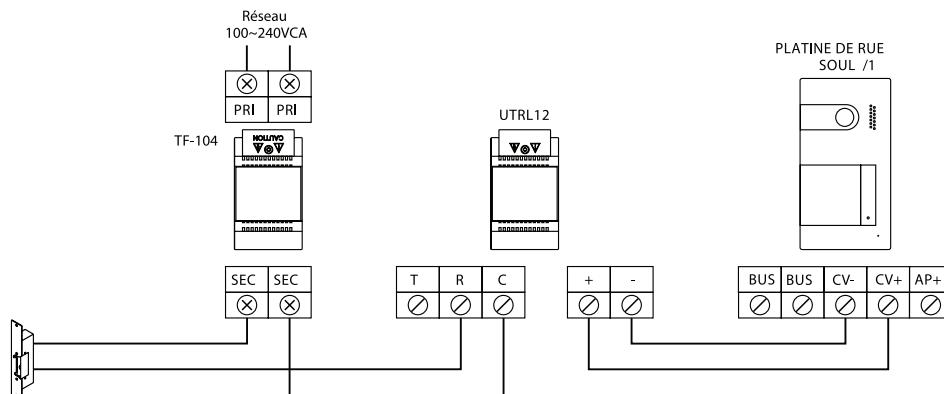 Réseau
100~240VCA
PRI PRI
TF-104
CAUTION
UTRL12
PLATINE DE RUE
SOUL /1
SEC SEC
T R C
+ -
BUS BUS CV- CV+ AP+